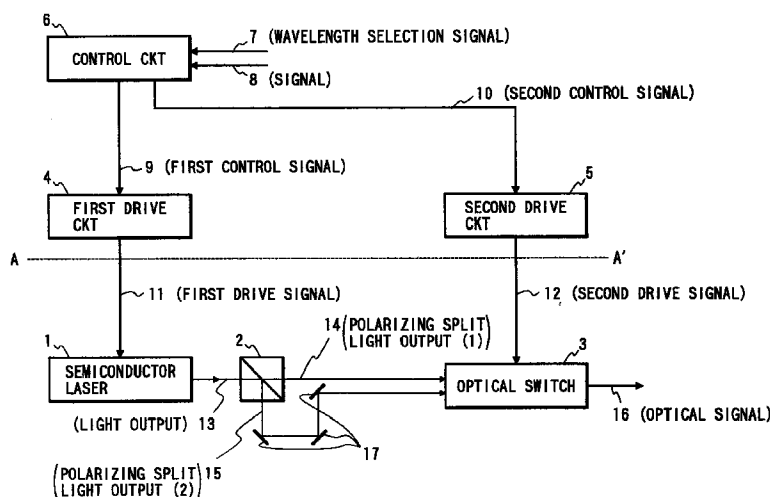 6
CONTROL CKT
7 (WAVELENGTH SELECTION SIGNAL)
8 (SIGNAL)
10 (SECOND CONTROL SIGNAL)
9 (FIRST CONTROL SIGNAL)
4
FIRST DRIVE
CKT
5
SECOND DRIVE
CKT
A
A'
11 (FIRST DRIVE SIGNAL)
12 (SECOND DRIVE SIGNAL)
1
SEMICONDUCTOR
LASER
2
14 (POLARIZING SPLIT
LIGHT OUTPUT (1))
3
OPTICAL SWITCH
(LIGHT OUTPUT) 13
16 (OPTICAL SIGNAL)
17
(POLARIZING SPLIT
LIGHT OUTPUT (2)) 15